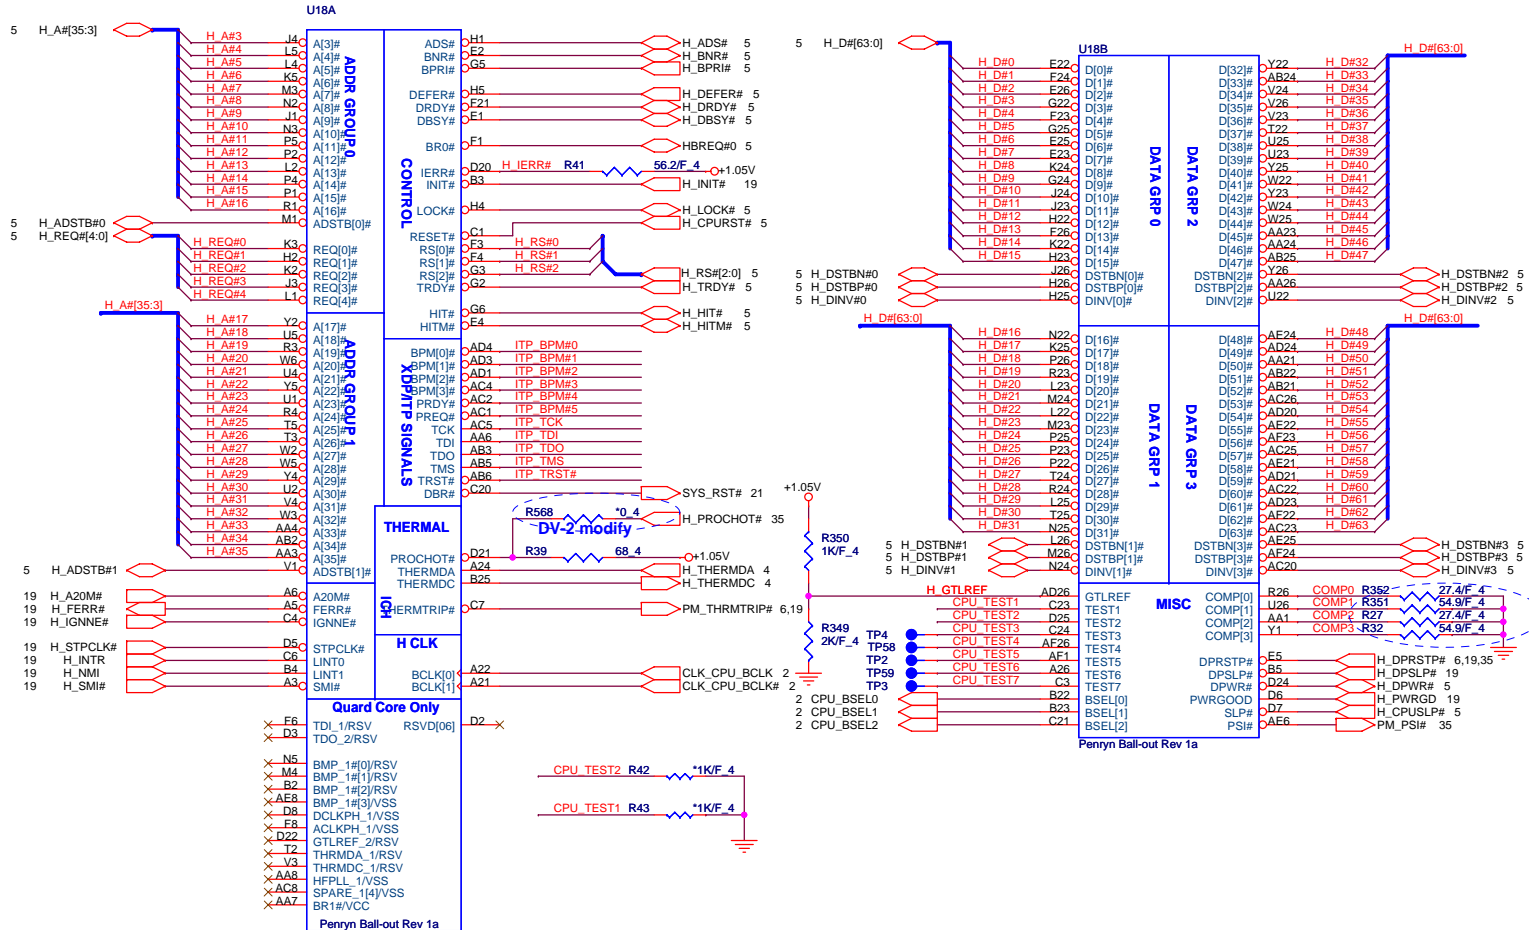 U18A
5 H_A#[35:3]
H_A#3 J4 A[3]#
H_A#4 L5 A[4]#
H_A#5 L4 A[5]#
H_A#6 K5 A[6]#
H_A#7 M3 A[7]#
H_A#8 N2 A[8]#
H_A#9 J1 A[9]#
H_A#10 N3 A[10]#
H_A#11 P5 A[11]#
H_A#12 P2 A[12]#
H_A#13 L2 A[13]#
H_A#14 P4 A[14]#
H_A#15 P1 A[15]#
H_A#16 R1 A[16]#
5 H_ADSTB#0 M1 ADSTB[0]#
5 H_REQ#[4:0]
H_REQ#0 K3 REQ[0]#
H_REQ#1 H2 REQ[1]#
H_REQ#2 K2 REQ[2]#
H_REQ#3 J3 REQ[3]#
H_REQ#4 L1 REQ[4]#
ADDR GROUP 0
H_A#[35:3]
H_A#17 Y2 A[17]#
H_A#18 U5 A[18]#
H_A#19 R3 A[19]#
H_A#20 W6 A[20]#
H_A#21 U4 A[21]#
H_A#22 Y5 A[22]#
H_A#23 U1 A[23]#
H_A#24 R4 A[24]#
H_A#25 T5 A[25]#
H_A#26 T3 A[26]#
H_A#27 W2 A[27]#
H_A#28 W5 A[28]#
H_A#29 Y4 A[29]#
H_A#30 U2 A[30]#
H_A#31 V4 A[31]#
H_A#32 W3 A[32]#
H_A#33 AA4 A[33]#
H_A#34 AB2 A[34]#
H_A#35 AA3 A[35]#
5 H_ADSTB#1 V1 ADSTB[1]#
ADDR GROUP 1
19 H_A20M# A6 A20M#
19 H_FERR# A5 FERR#
19 H_IGNNE# C4 IGNNE#
19 H_STPCLK# D5 STPCLK#
19 H_INTR C6 LINT0
19 H_NMI B4 LINT1
19 H_SMI# A3 SMI#
ICH
ADS# H1 H_ADS# 5
BNR# E2 H_BNR# 5
BPRI# G5 H_BPRI# 5
DEFER# H5 H_DEFER# 5
DRDY# F21 H_DRDY# 5
DBSY# E1 H_DBSY# 5
BR0# F1 HBREQ#0 5
IERR# D20 H_IERR# R41 56.2/F_4 +1.05V
INIT# B3 H_INIT# 19
LOCK# H4 H_LOCK# 5
RESET# C1 H_CPURST# 5
RS[0]# F3 H_RS#0
RS[1]# F4 H_RS#1
RS[2]# G3 H_RS#2 H_RS#[2:0] 5
TRDY# G2 H_TRDY# 5
HIT# G6 H_HIT# 5
HITM# E4 H_HITM# 5
CONTROL
BPM[0]# AD4 ITP_BPM#0
BPM[1]# AD3 ITP_BPM#1
BPM[2]# AD1 ITP_BPM#2
BPM[3]# AC4 ITP_BPM#3
PRDY# AC2 ITP_BPM#4
PREQ# AC1 ITP_BPM#5
TCK AC5 ITP_TCK
TDI AA6 ITP_TDI
TDO AB3 ITP_TDO
TMS AB5 ITP_TMS
TRST# AB6 ITP_TRST#
DBR# C20 SYS_RST# 21
XDP/ITP SIGNALS
R568 *0_4 H_PROCHOT# 35
DV-2 modify
THERMAL
PROCHOT# D21 R39 68_4 +1.05V
THERMDA A24 H_THERMDA 4
THERMDC B25 H_THERMDC 4
THERMTRIP# C7 PM_THRMTRIP# 6,19
H CLK
BCLK[0] A22 CLK_CPU_BCLK 2
BCLK[1] A21 CLK_CPU_BCLK# 2
Quard Core Only
F6 TDI_1/RSV
D3 TDO_2/RSV
RSVD[06] D2
N5 BMP_1#[0]/RSV
M4 BMP_1#[1]/RSV
B2 BMP_1#[2]/RSV
AE8 BMP_1#[3]/VSS
D8 DCLKPH_1/VSS
F8 ACLKPH_1/VSS
D22 GTLREF_2/RSV
T2 THRMDA_1/RSV
V3 THRMDC_1/RSV
AA8 HFPLL_1/VSS
AC8 SPARE_1[4]/VSS
AA7 BR1#/VCC
Penryn Ball-out Rev 1a
CPU_TEST2 R42 *1K/F_4
CPU_TEST1 R43 *1K/F_4
U18B
5 H_D#[63:0]
H_D#0 E22 D[0]#
H_D#1 F24 D[1]#
H_D#2 E26 D[2]#
H_D#3 G22 D[3]#
H_D#4 F23 D[4]#
H_D#5 G25 D[5]#
H_D#6 E25 D[6]#
H_D#7 E23 D[7]#
H_D#8 K24 D[8]#
H_D#9 G24 D[9]#
H_D#10 J24 D[10]#
H_D#11 J23 D[11]#
H_D#12 H22 D[12]#
H_D#13 F26 D[13]#
H_D#14 K22 D[14]#
H_D#15 H23 D[15]#
5 H_DSTBN#0 J26 DSTBN[0]#
5 H_DSTBP#0 H26 DSTBP[0]#
5 H_DINV#0 H25 DINV[0]#
DATA GRP 0
H_D#[63:0]
H_D#16 N22 D[16]#
H_D#17 K25 D[17]#
H_D#18 P26 D[18]#
H_D#19 R23 D[19]#
H_D#20 L23 D[20]#
H_D#21 M24 D[21]#
H_D#22 L22 D[22]#
H_D#23 M23 D[23]#
H_D#24 P25 D[24]#
H_D#25 P23 D[25]#
H_D#26 P22 D[26]#
H_D#27 T24 D[27]#
H_D#28 R24 D[28]#
H_D#29 L25 D[29]#
H_D#30 T25 D[30]#
H_D#31 N25 D[31]#
5 H_DSTBN#1 L26 DSTBN[1]#
5 H_DSTBP#1 M26 DSTBP[1]#
5 H_DINV#1 N24 DINV[1]#
DATA GRP 1
H_D#[63:0]
D[32]# Y22 H_D#32
D[33]# AB24 H_D#33
D[34]# V24 H_D#34
D[35]# V26 H_D#35
D[36]# V23 H_D#36
D[37]# T22 H_D#37
D[38]# U25 H_D#38
D[39]# U23 H_D#39
D[40]# Y25 H_D#40
D[41]# W22 H_D#41
D[42]# Y23 H_D#42
D[43]# W24 H_D#43
D[44]# W25 H_D#44
D[45]# AA23 H_D#45
D[46]# AA24 H_D#46
D[47]# AB25 H_D#47
DSTBN[2]# Y26 H_DSTBN#2 5
DSTBP[2]# AA26 H_DSTBP#2 5
DINV[2]# U22 H_DINV#2 5
DATA GRP 2
H_D#[63:0]
D[48]# AE24 H_D#48
D[49]# AD24 H_D#49
D[50]# AA21 H_D#50
D[51]# AB22 H_D#51
D[52]# AB21 H_D#52
D[53]# AC26 H_D#53
D[54]# AD20 H_D#54
D[55]# AE22 H_D#55
D[56]# AF23 H_D#56
D[57]# AC25 H_D#57
D[58]# AE21 H_D#58
D[59]# AD21 H_D#59
D[60]# AC22 H_D#60
D[61]# AD23 H_D#61
D[62]# AF22 H_D#62
D[63]# AC23 H_D#63
DSTBN[3]# AE25 H_DSTBN#3 5
DSTBP[3]# AF24 H_DSTBP#3 5
DINV[3]# AC20 H_DINV#3 5
DATA GRP 3
+1.05V
R350
1K/F_4
R349
2K/F_4
H_GTLREF AD26 GTLREF
CPU_TEST1 C23 TEST1
CPU_TEST2 D25 TEST2
TP4 CPU_TEST3 C24 TEST3
TP58 CPU_TEST4 AF26 TEST4
TP2 CPU_TEST5 AF1 TEST5
TP59 CPU_TEST6 A26 TEST6
TP3 CPU_TEST7 C3 TEST7
2 CPU_BSEL0 B22 BSEL[0]
2 CPU_BSEL1 B23 BSEL[1]
2 CPU_BSEL2 C21 BSEL[2]
MISC
COMP[0] R26 COMP0 R352 27.4/F_4
COMP[1] U26 COMP1 R351 54.9/F_4
COMP[2] AA1 COMP2 R27 27.4/F_4
COMP[3] Y1 COMP3 R32 54.9/F_4
DPRSTP# E5 H_DPRSTP# 6,19,35
DPSLP# B5 H_DPSLP# 19
DPWR# D24 H_DPWR# 5
PWRGOOD D6 H_PWRGD 19
SLP# D7 H_CPUSLP# 5
PSI# AE6 PM_PSI# 35
Penryn Ball-out Rev 1a